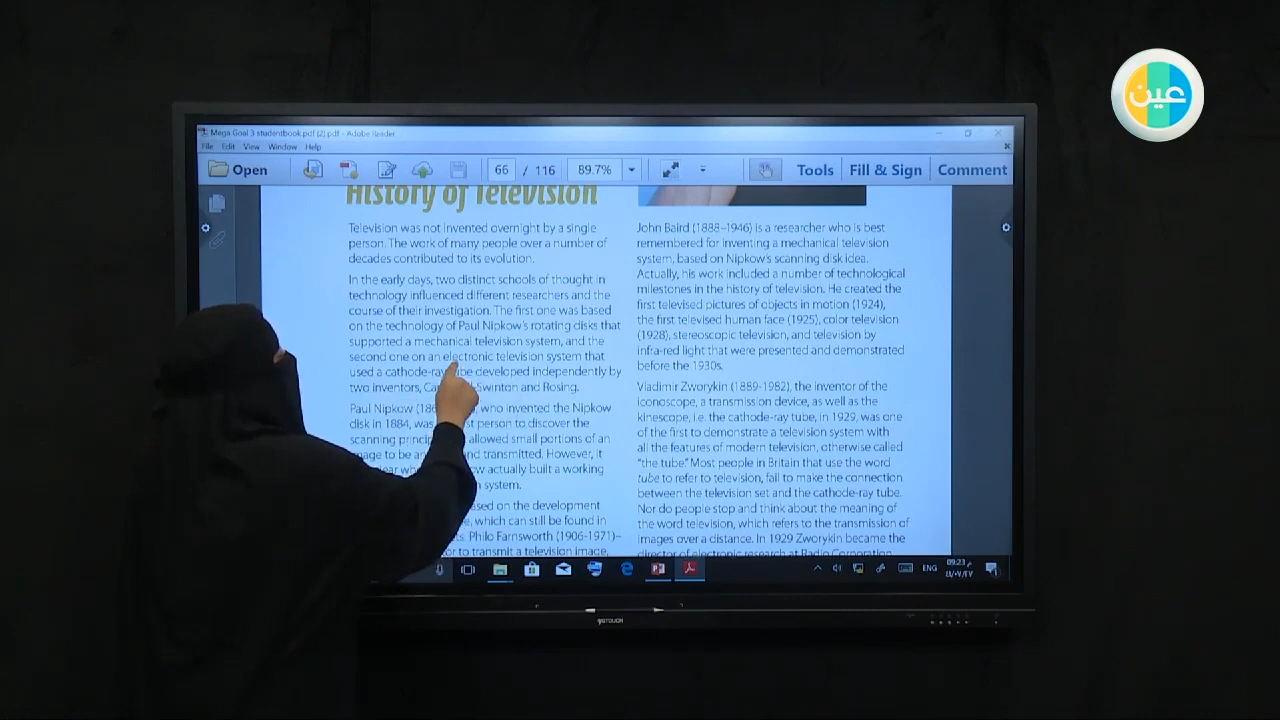 عين
Mega Goal 3 studentbook.pdf (2).pdf - Adobe Reader
File Edit View Window Help
Open 66 / 116 89.7% Tools Fill & Sign Comment
History of Television
Television was not invented overnight by a single
person. The work of many people over a number of
decades contributed to its evolution.
In the early days, two distinct schools of thought in
technology influenced different researchers and the
course of their investigation. The first one was based
on the technology of Paul Nipkow's rotating disks that
supported a mechanical television system, and the
second one on an electronic television system that
used a cathode-ray developed independently by
two inventors, Swinton and Rosing.
Paul Nipkow who invented the Nipkow
disk in 1884, was person to discover the
scanning allowed small portions of an
to be and transmitted. However, it
actually built a working
system.
on the development
which can still be found in
Philo Farnsworth (1906-1971)–
to transmit a television image,
John Baird (1888–1946) is a researcher who is best
remembered for inventing a mechanical television
system, based on Nipkow's scanning disk idea.
Actually, his work included a number of technological
milestones in the history of television. He created the
first televised pictures of objects in motion (1924),
the first televised human face (1925), color television
(1928), stereoscopic television, and television by
infra-red light that were presented and demonstrated
before the 1930s.
Vladimir Zworykin (1889-1982), the inventor of the
iconoscope, a transmission device, as well as the
kinescope, i.e. the cathode-ray tube, in 1929, was one
of the first to demonstrate a television system with
all the features of modern television, otherwise called
"the tube." Most people in Britain that use the word
tube to refer to television, fail to make the connection
between the television set and the cathode-ray tube.
Nor do people stop and think about the meaning of
the word television, which refers to the transmission of
images over a distance. In 1929 Zworykin became the
director of electronic research at Radio Corporation
ENG
09:23 م